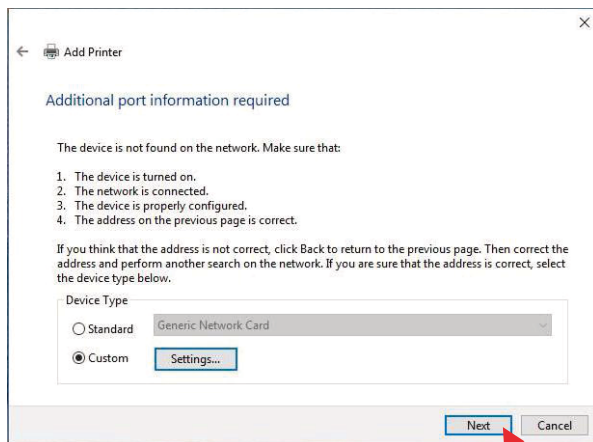 Add Printer
Additional port information required
The device is not found on the network. Make sure that:
1. The device is turned on.
2. The network is connected.
3. The device is properly configured.
4. The address on the previous page is correct.
If you think that the address is not correct, click Back to return to the previous page. Then correct the
address and perform another search on the network. If you are sure that the address is correct, select
the device type below.
Device Type
Standard
Generic Network Card
Custom
Settings...
Next
Cancel